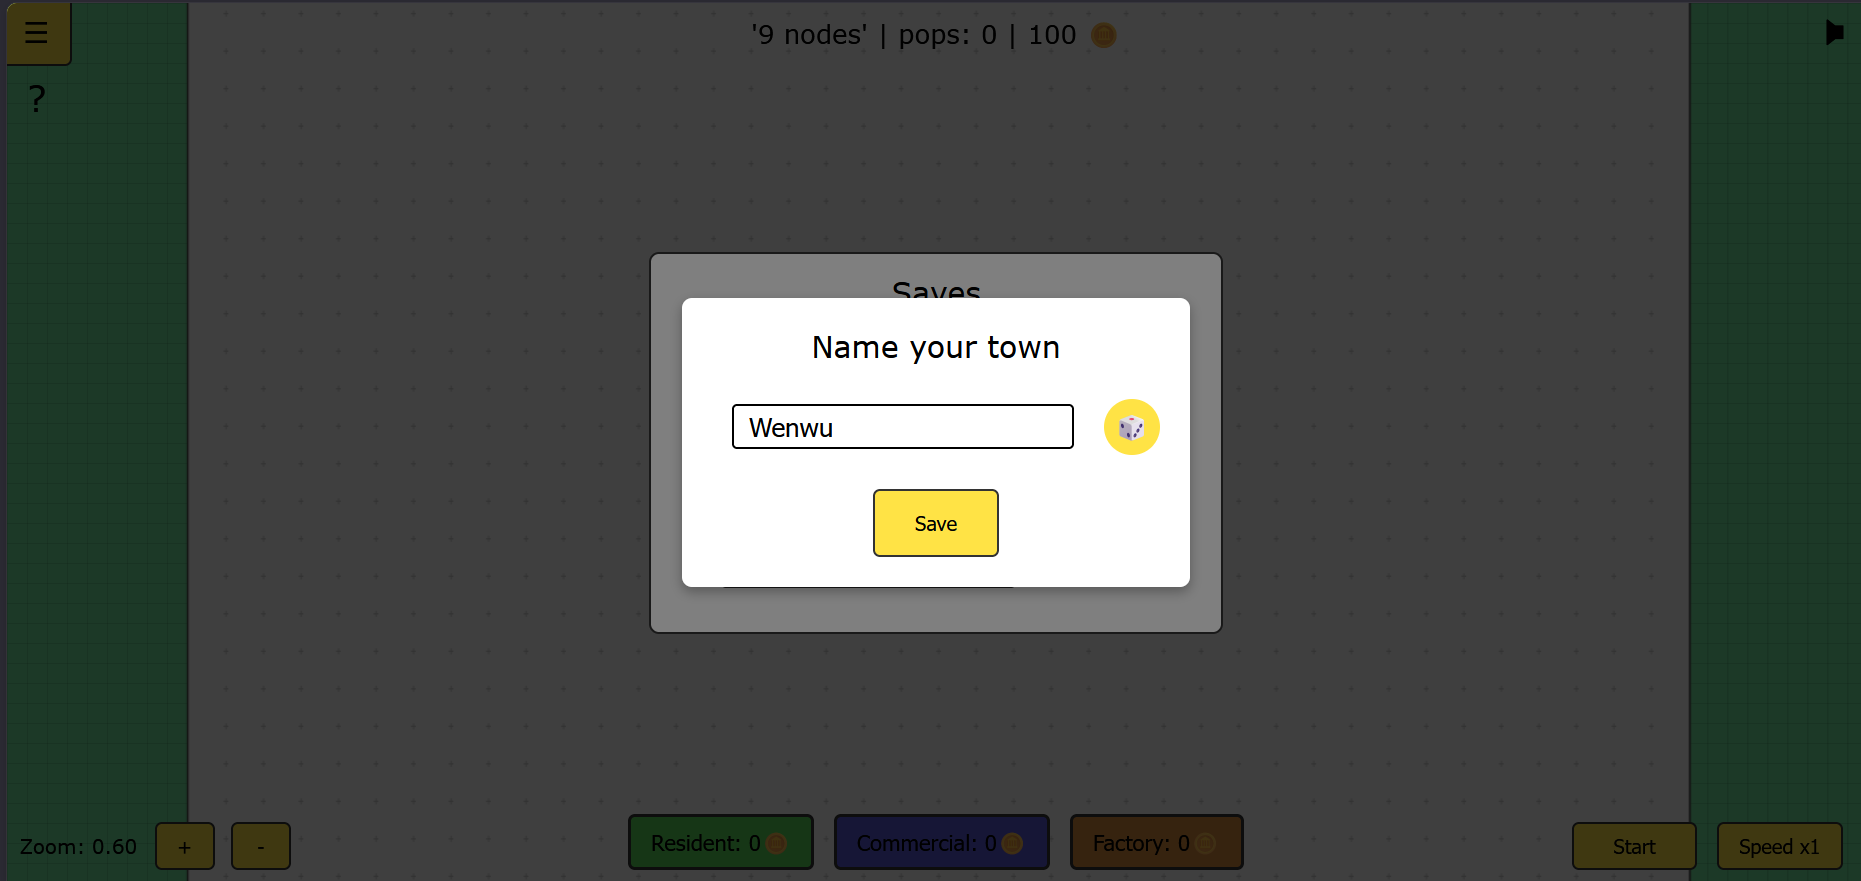 ☰
'9 nodes' | pops: 0 | 100
?
Saves
Name your town
Wenwu
Save
Zoom: 0.60
+
-
Resident: 0
Commercial: 0
Factory: 0
Start
Speed x1